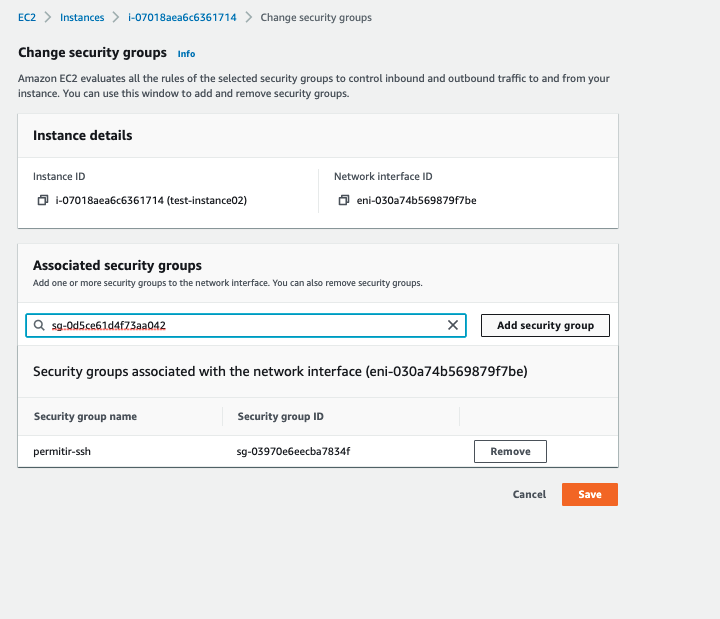 EC2 > Instances > i-07018aea6c6361714 > Change security groups
Change security groups Info
Amazon EC2 evaluates all the rules of the selected security groups to control inbound and outbound traffic to and from your
instance. You can use this window to add and remove security groups.
Instance details
Instance ID Network interface ID
i-07018aea6c6361714 (test-instance02) eni-030a74b569879f7be
Associated security groups
Add one or more security groups to the network interface. You can also remove security groups.
sg-0d5ce61d4f73aa042 Add security group
Security groups associated with the network interface (eni-030a74b569879f7be)
Security group name Security group ID
permitir-ssh sg-03970e6eecba7834f Remove
Cancel Save